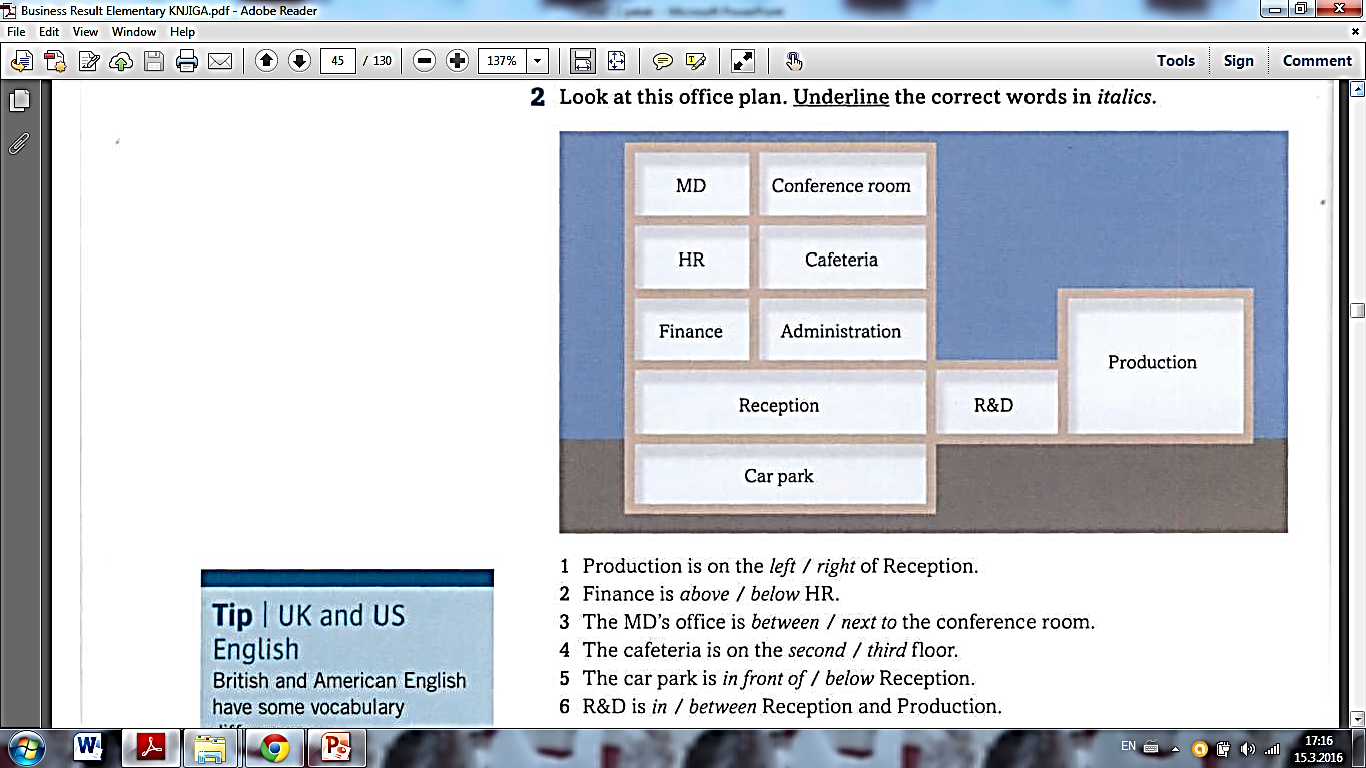 Business Result Elementary KNJIGA.pdf - Adobe Reader
File Edit View Window Help
45 / 130 137% Tools Sign Comment
2 Look at this office plan. Underline the correct words in italics.
MD Conference room
HR Cafeteria
Finance Administration
Production
Reception R&D
Car park
1 Production is on the left / right of Reception.
2 Finance is above / below HR.
3 The MD's office is between / next to the conference room.
4 The cafeteria is on the second / third floor.
5 The car park is in front of / below Reception.
6 R&D is in / between Reception and Production.
Tip | UK and US
English
British and American English
have some vocabulary
EN 17:16
15.3.2016